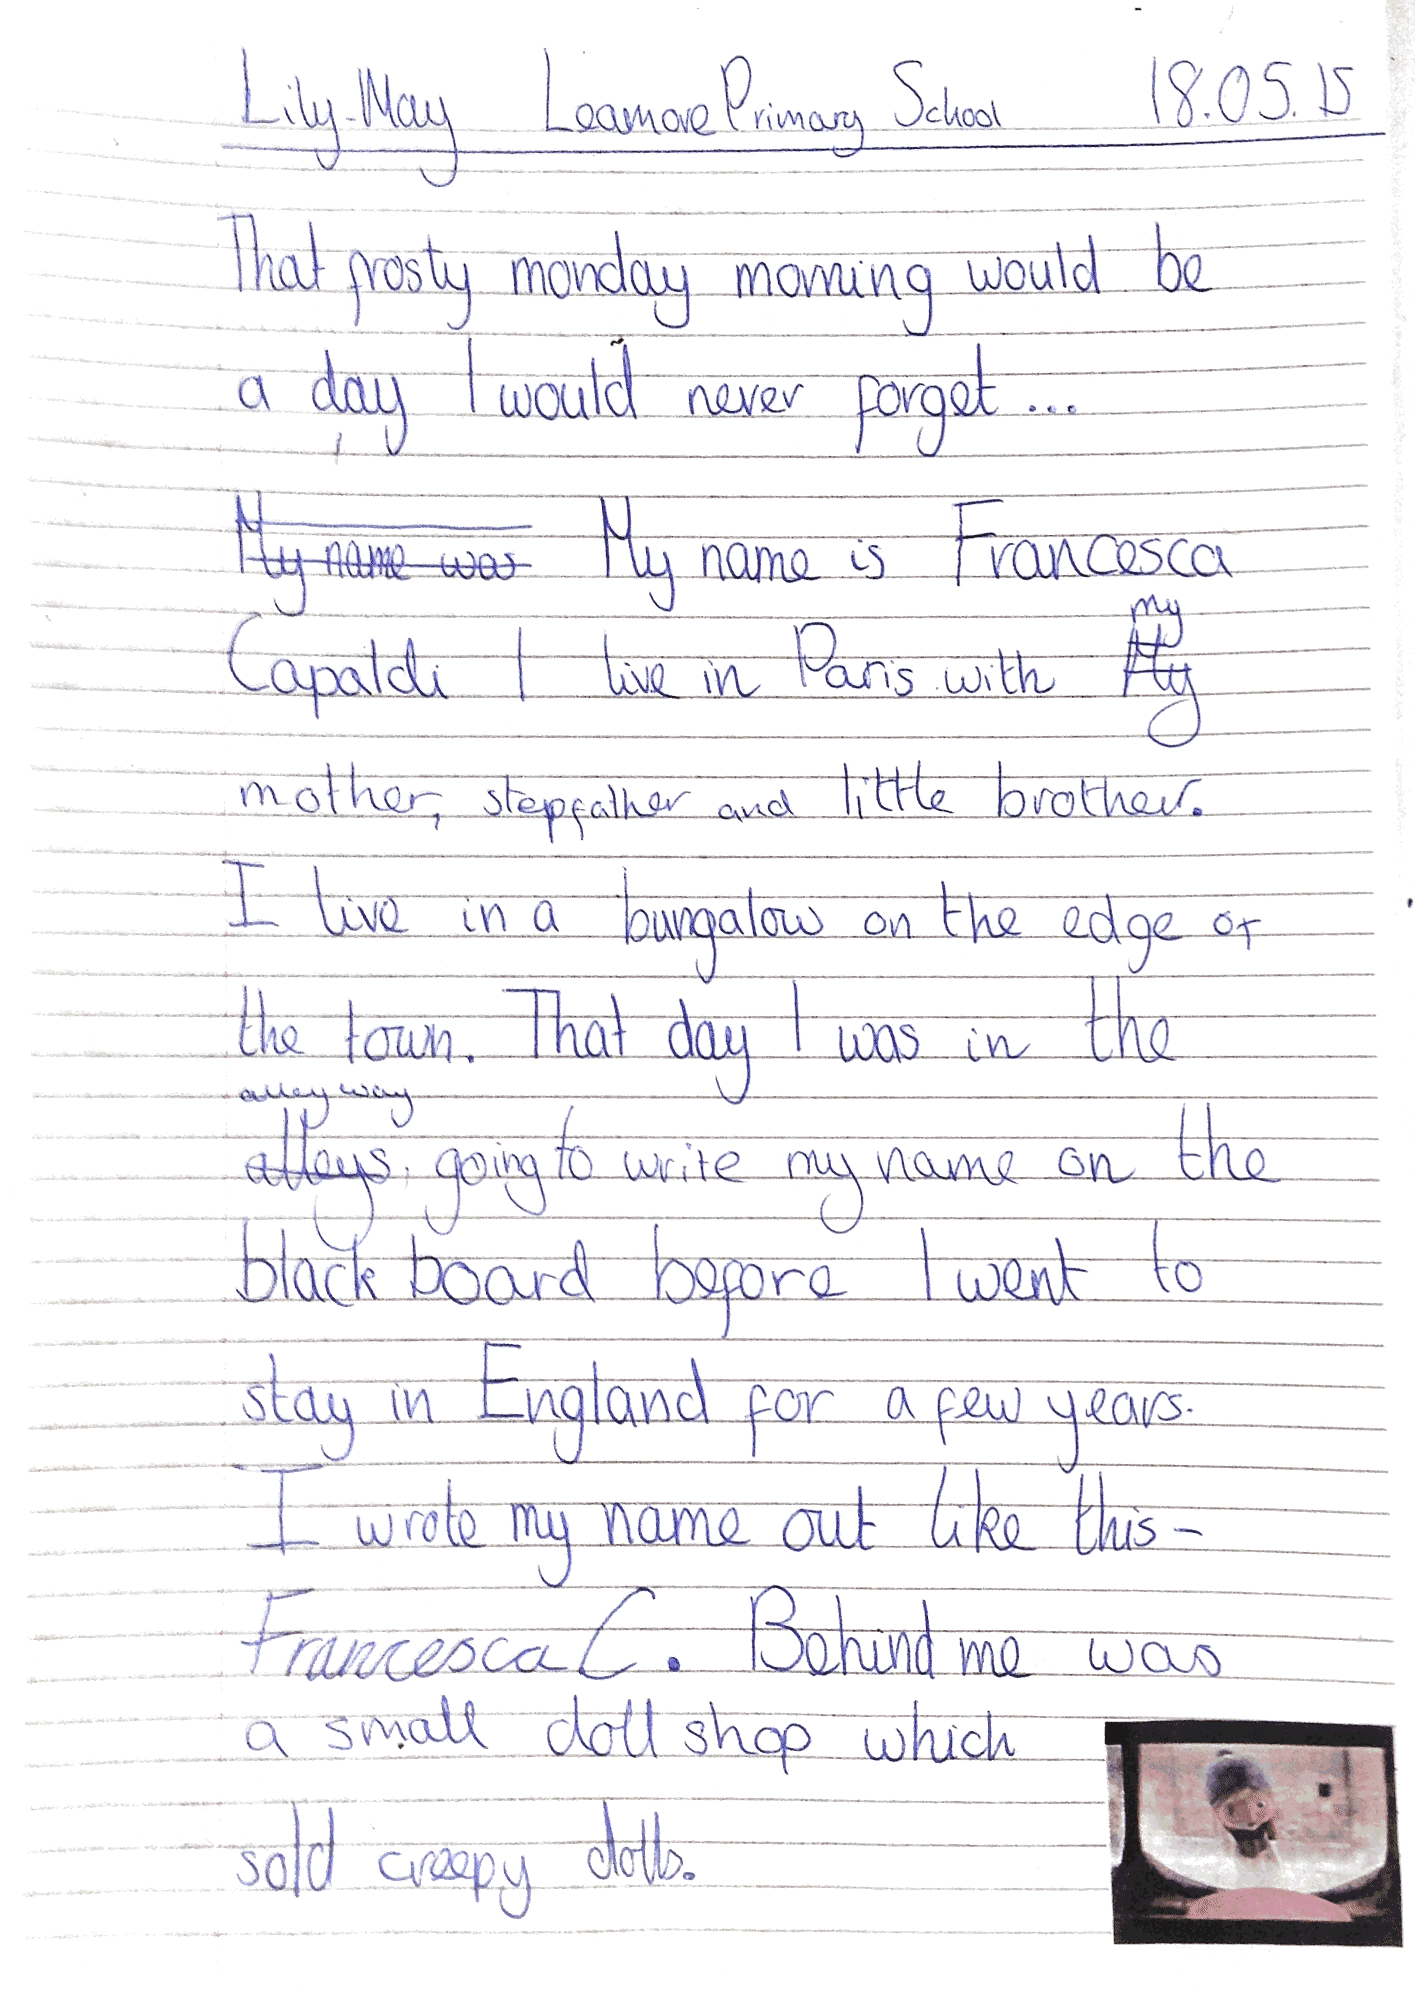 Lily-May Leamore Primary School 18.05.15
That frosty monday morning would be
a day I would never forget...
~~My name was~~ My name is Francesca
my
Capaldi I live in Paris with ~~My~~
mother, stepfather and little brother.
I live in a bungalow on the edge of
the town. That day I was in the
alleyway
~~alleys~~, going to write my name on the
black board before I went to
stay in England for a few years.
I wrote my name out like this-
Francesca C. Behind me was
a small doll shop which
sold creepy dolls.